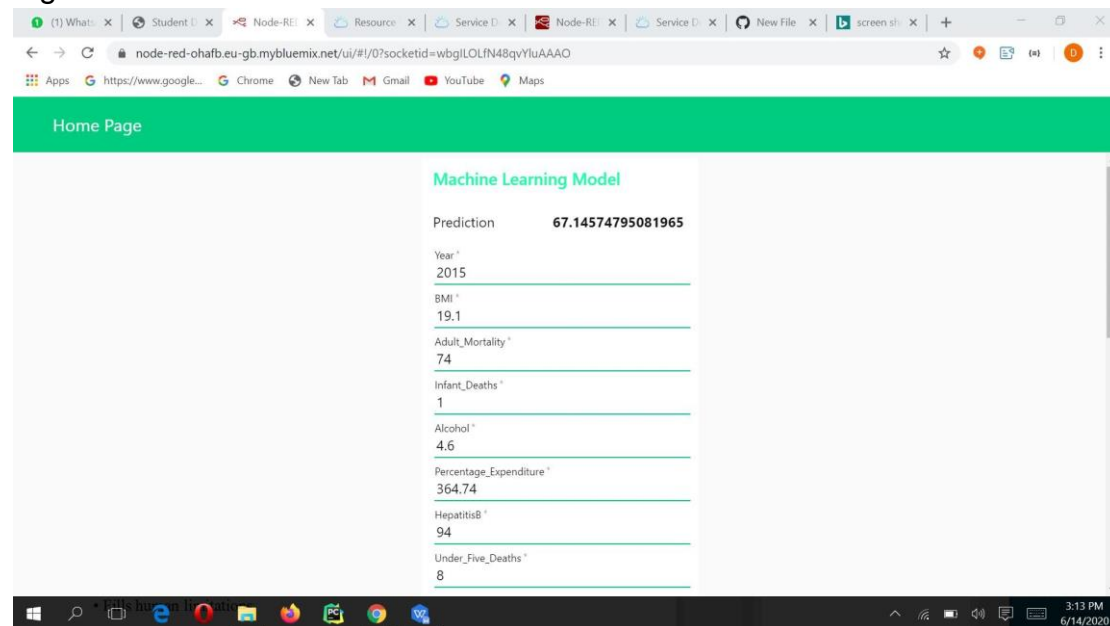 (1) Whats
Student D
Node-REI
Resource
Service D
Node-REI
Service D
New File
screen sh
node-red-ohafb.eu-gb.mybluemix.net/ui/#!/0?socketid=wbgILOLfN48qvYluAAAO
Apps
https://www.google...
Chrome
New Tab
Gmail
YouTube
Maps
Home Page
Machine Learning Model
Prediction 67.14574795081965
Year *
2015
BMI *
19.1
Adult_Mortality *
74
Infant_Deaths *
1
Alcohol *
4.6
Percentage_Expenditure *
364.74
HepatitisB *
94
Under_Five_Deaths *
8
3:13 PM
6/14/2020